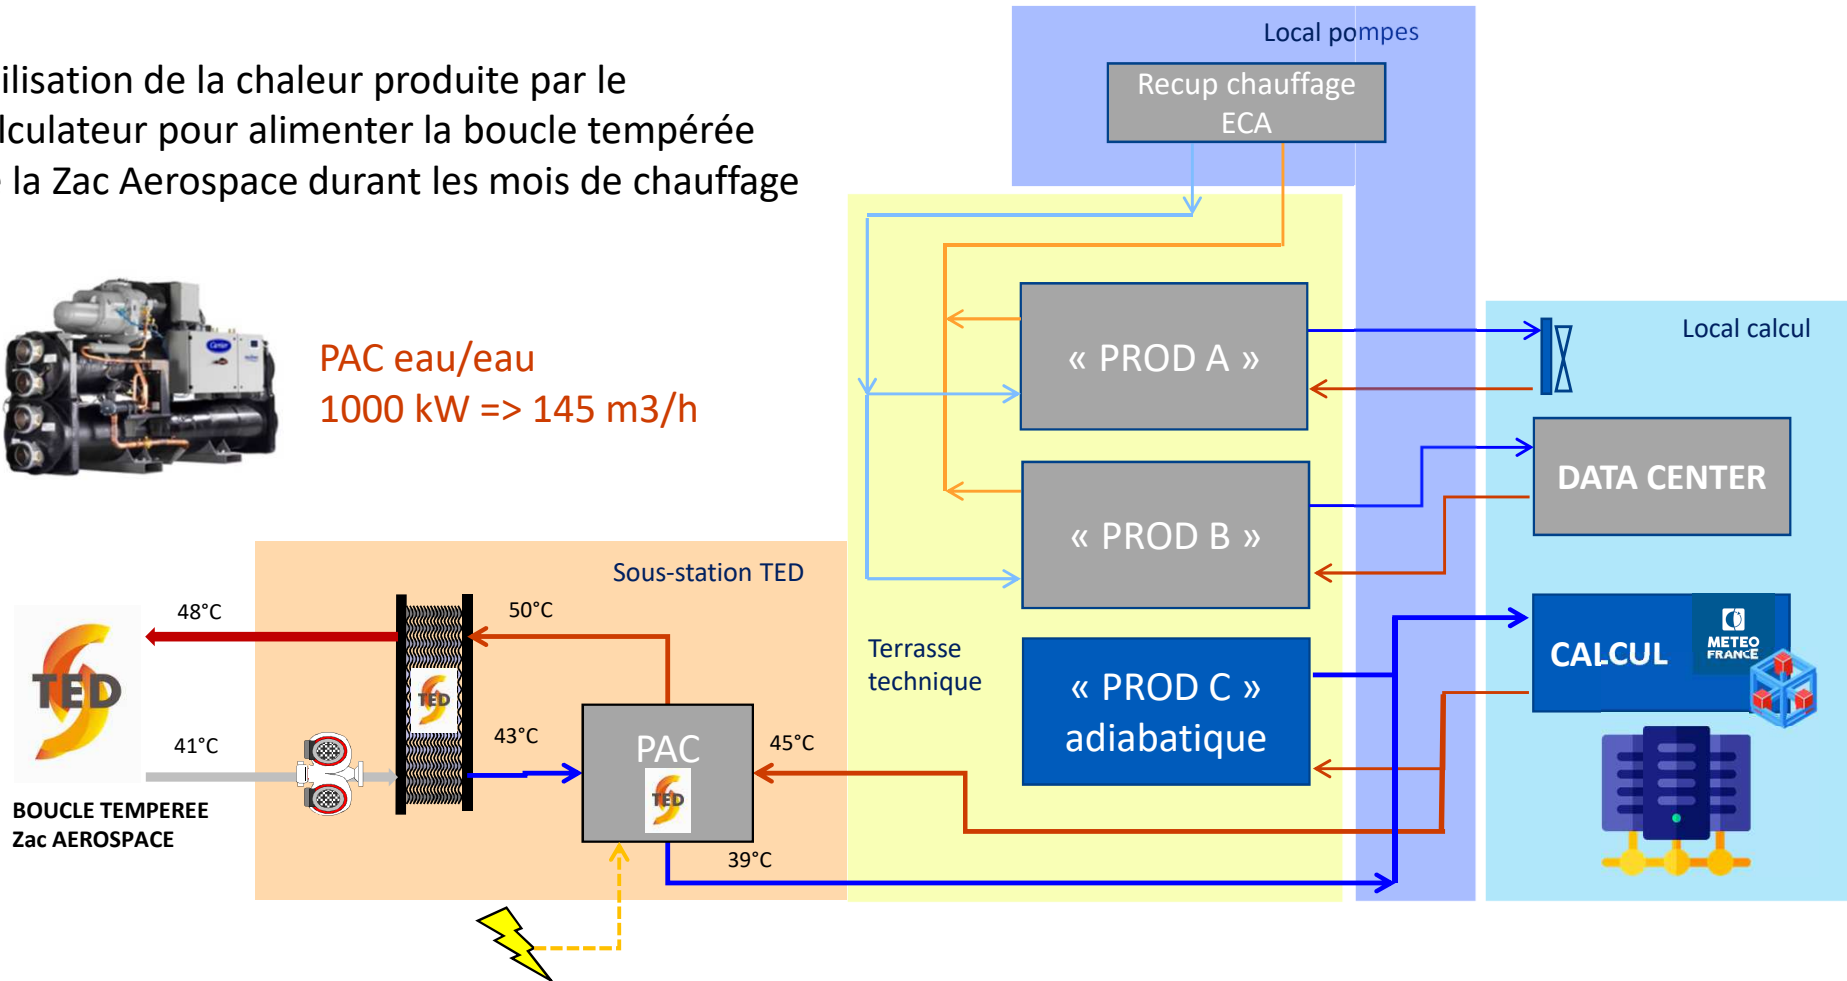 ilisation de la chaleur produite par le
lculateur pour alimenter la boucle tempérée
la Zac Aerospace durant les mois de chauffage
PAC eau/eau
1000 kW => 145 m3/h
Local pompes
Recup chauffage
ECA
« PROD A »
Local calcul
DATA CENTER
« PROD B »
Sous-station TED
Terrasse
technique
« PROD C »
adiabatique
CALCUL
METEO
FRANCE
48°C
50°C
TED
TED
41°C
43°C
PAC
TED
45°C
39°C
BOUCLE TEMPEREE
Zac AEROSPACE
Carrier